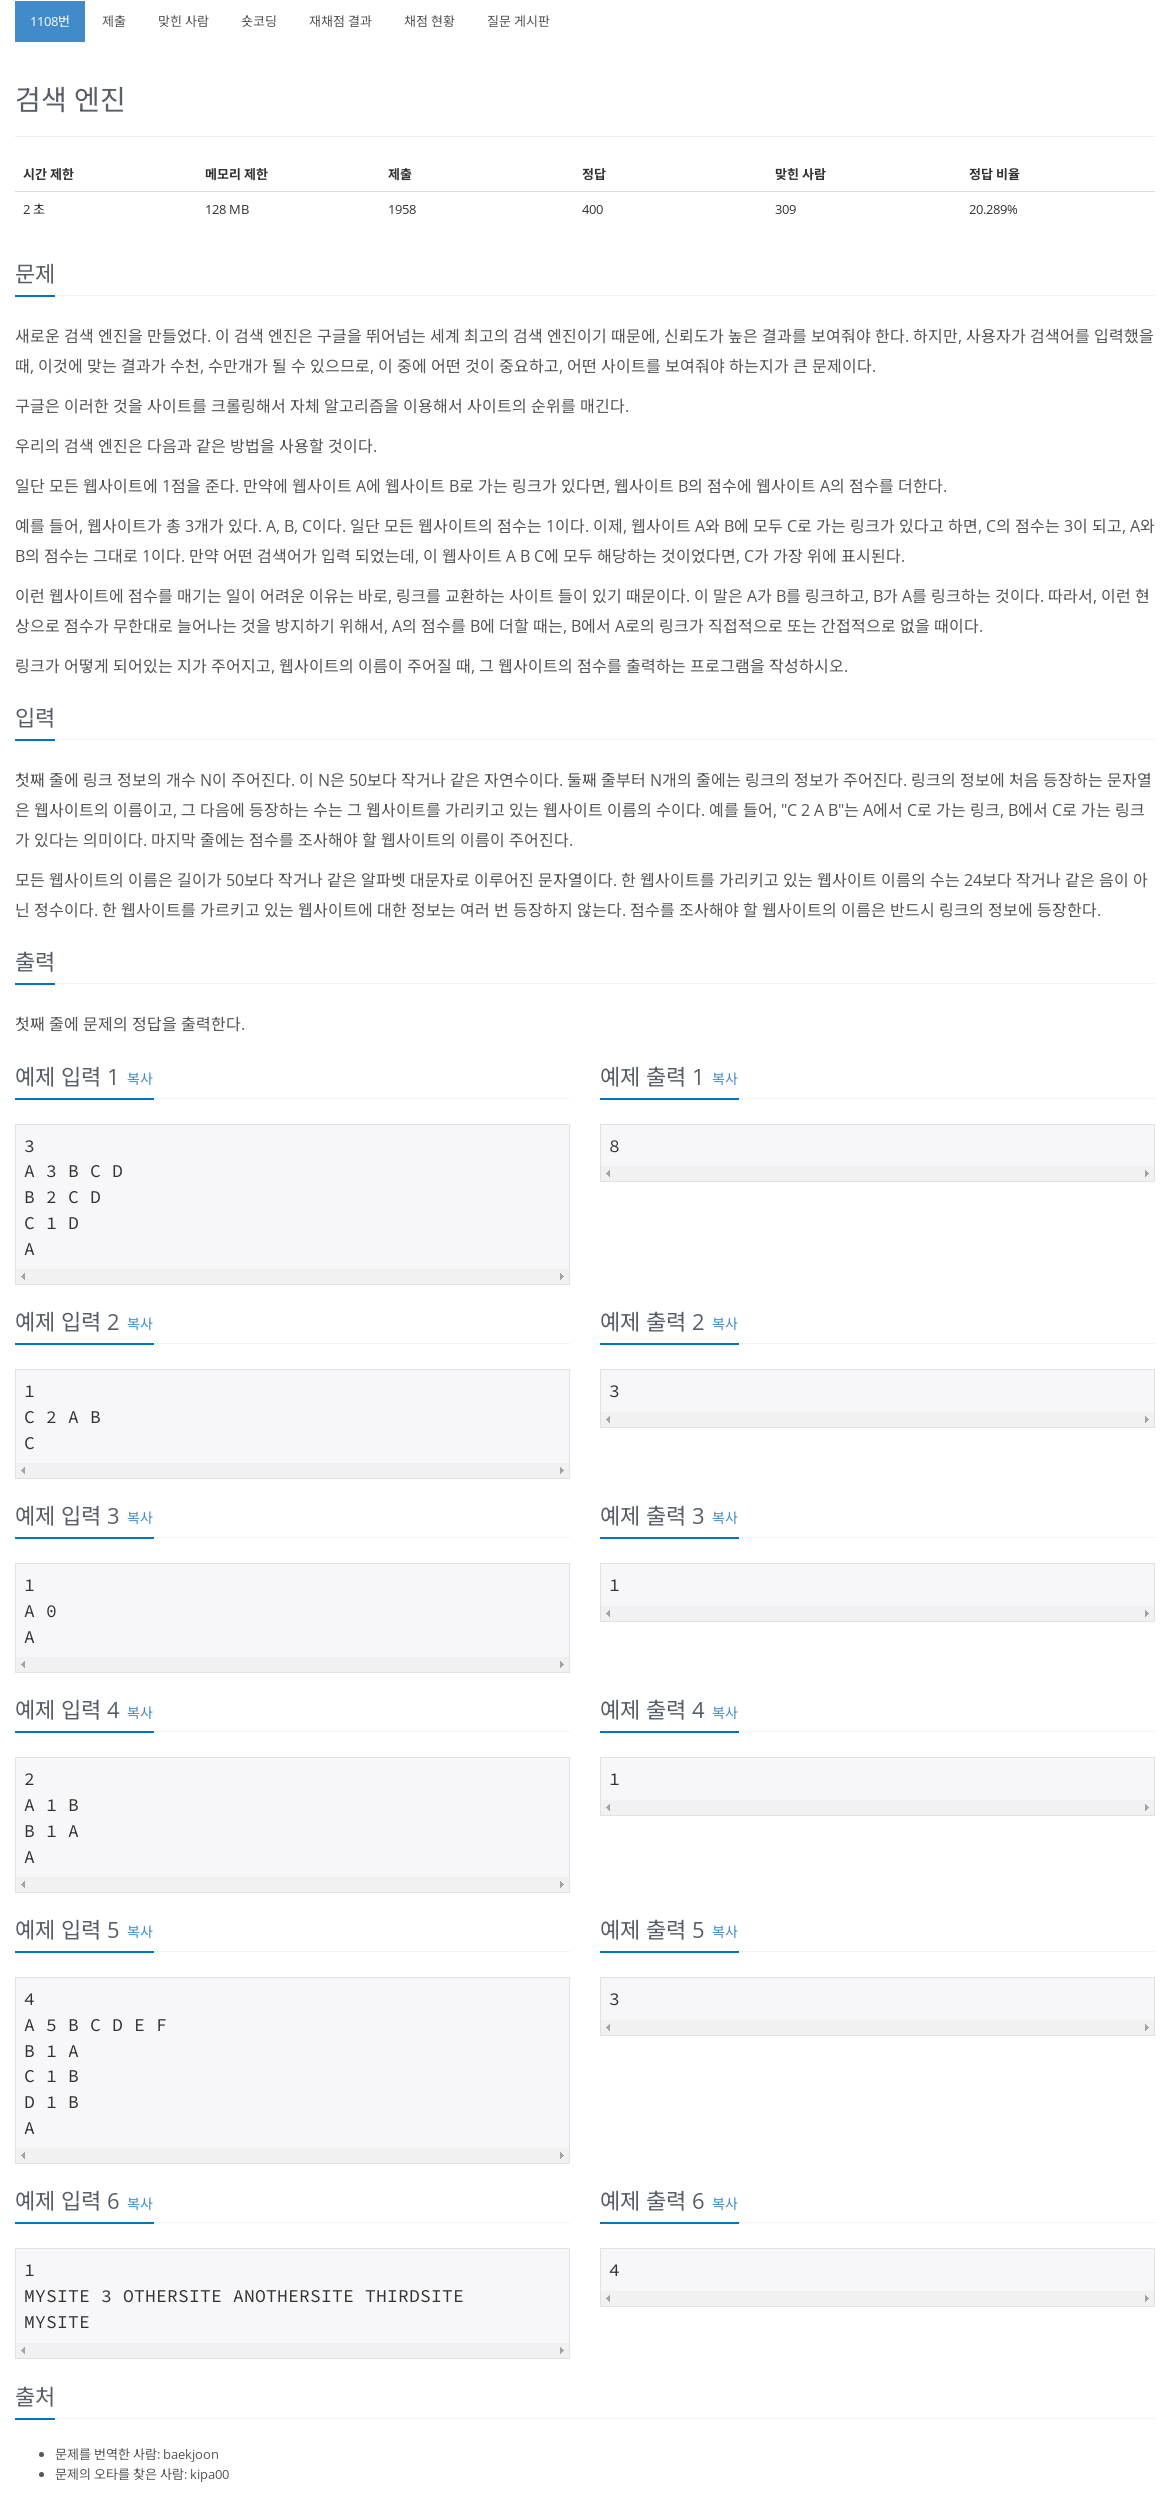 1108번 제출 맞힌 사람 숏코딩 재채점 결과 채점 현황 질문 게시판
검색 엔진
시간 제한 메모리 제한 제출 정답 맞힌 사람 정답 비율
2 초 128 MB 1958 400 309 20.289%
문제
새로운 검색 엔진을 만들었다. 이 검색 엔진은 구글을 뛰어넘는 세계 최고의 검색 엔진이기 때문에, 신뢰도가 높은 결과를 보여줘야 한다. 하지만, 사용자가 검색어를 입력했을
때, 이것에 맞는 결과가 수천, 수만개가 될 수 있으므로, 이 중에 어떤 것이 중요하고, 어떤 사이트를 보여줘야 하는지가 큰 문제이다.
구글은 이러한 것을 사이트를 크롤링해서 자체 알고리즘을 이용해서 사이트의 순위를 매긴다.
우리의 검색 엔진은 다음과 같은 방법을 사용할 것이다.
일단 모든 웹사이트에 1점을 준다. 만약에 웹사이트 A에 웹사이트 B로 가는 링크가 있다면, 웹사이트 B의 점수에 웹사이트 A의 점수를 더한다.
예를 들어, 웹사이트가 총 3개가 있다. A, B, C이다. 일단 모든 웹사이트의 점수는 1이다. 이제, 웹사이트 A와 B에 모두 C로 가는 링크가 있다고 하면, C의 점수는 3이 되고, A와
B의 점수는 그대로 1이다. 만약 어떤 검색어가 입력 되었는데, 이 웹사이트 A B C에 모두 해당하는 것이었다면, C가 가장 위에 표시된다.
이런 웹사이트에 점수를 매기는 일이 어려운 이유는 바로, 링크를 교환하는 사이트 들이 있기 때문이다. 이 말은 A가 B를 링크하고, B가 A를 링크하는 것이다. 따라서, 이런 현
상으로 점수가 무한대로 늘어나는 것을 방지하기 위해서, A의 점수를 B에 더할 때는, B에서 A로의 링크가 직접적으로 또는 간접적으로 없을 때이다.
링크가 어떻게 되어있는 지가 주어지고, 웹사이트의 이름이 주어질 때, 그 웹사이트의 점수를 출력하는 프로그램을 작성하시오.
입력
첫째 줄에 링크 정보의 개수 N이 주어진다. 이 N은 50보다 작거나 같은 자연수이다. 둘째 줄부터 N개의 줄에는 링크의 정보가 주어진다. 링크의 정보에 처음 등장하는 문자열
은 웹사이트의 이름이고, 그 다음에 등장하는 수는 그 웹사이트를 가리키고 있는 웹사이트 이름의 수이다. 예를 들어, "C 2 A B"는 A에서 C로 가는 링크, B에서 C로 가는 링크
가 있다는 의미이다. 마지막 줄에는 점수를 조사해야 할 웹사이트의 이름이 주어진다.
모든 웹사이트의 이름은 길이가 50보다 작거나 같은 알파벳 대문자로 이루어진 문자열이다. 한 웹사이트를 가리키고 있는 웹사이트 이름의 수는 24보다 작거나 같은 음이 아
닌 정수이다. 한 웹사이트를 가르키고 있는 웹사이트에 대한 정보는 여러 번 등장하지 않는다. 점수를 조사해야 할 웹사이트의 이름은 반드시 링크의 정보에 등장한다.
출력
첫째 줄에 문제의 정답을 출력한다.
예제 입력 1 복사
3
A 3 B C D
B 2 C D
C 1 D
A
예제 출력 1 복사
8
예제 입력 2 복사
1
C 2 A B
C
예제 출력 2 복사
3
예제 입력 3 복사
1
A 0
A
예제 출력 3 복사
1
예제 입력 4 복사
2
A 1 B
B 1 A
A
예제 출력 4 복사
1
예제 입력 5 복사
4
A 5 B C D E F
B 1 A
C 1 B
D 1 B
A
예제 출력 5 복사
3
예제 입력 6 복사
1
MYSITE 3 OTHERSITE ANOTHERSITE THIRDSITE
MYSITE
예제 출력 6 복사
4
출처
문제를 번역한 사람: baekjoon
문제의 오타를 찾은 사람: kipa00